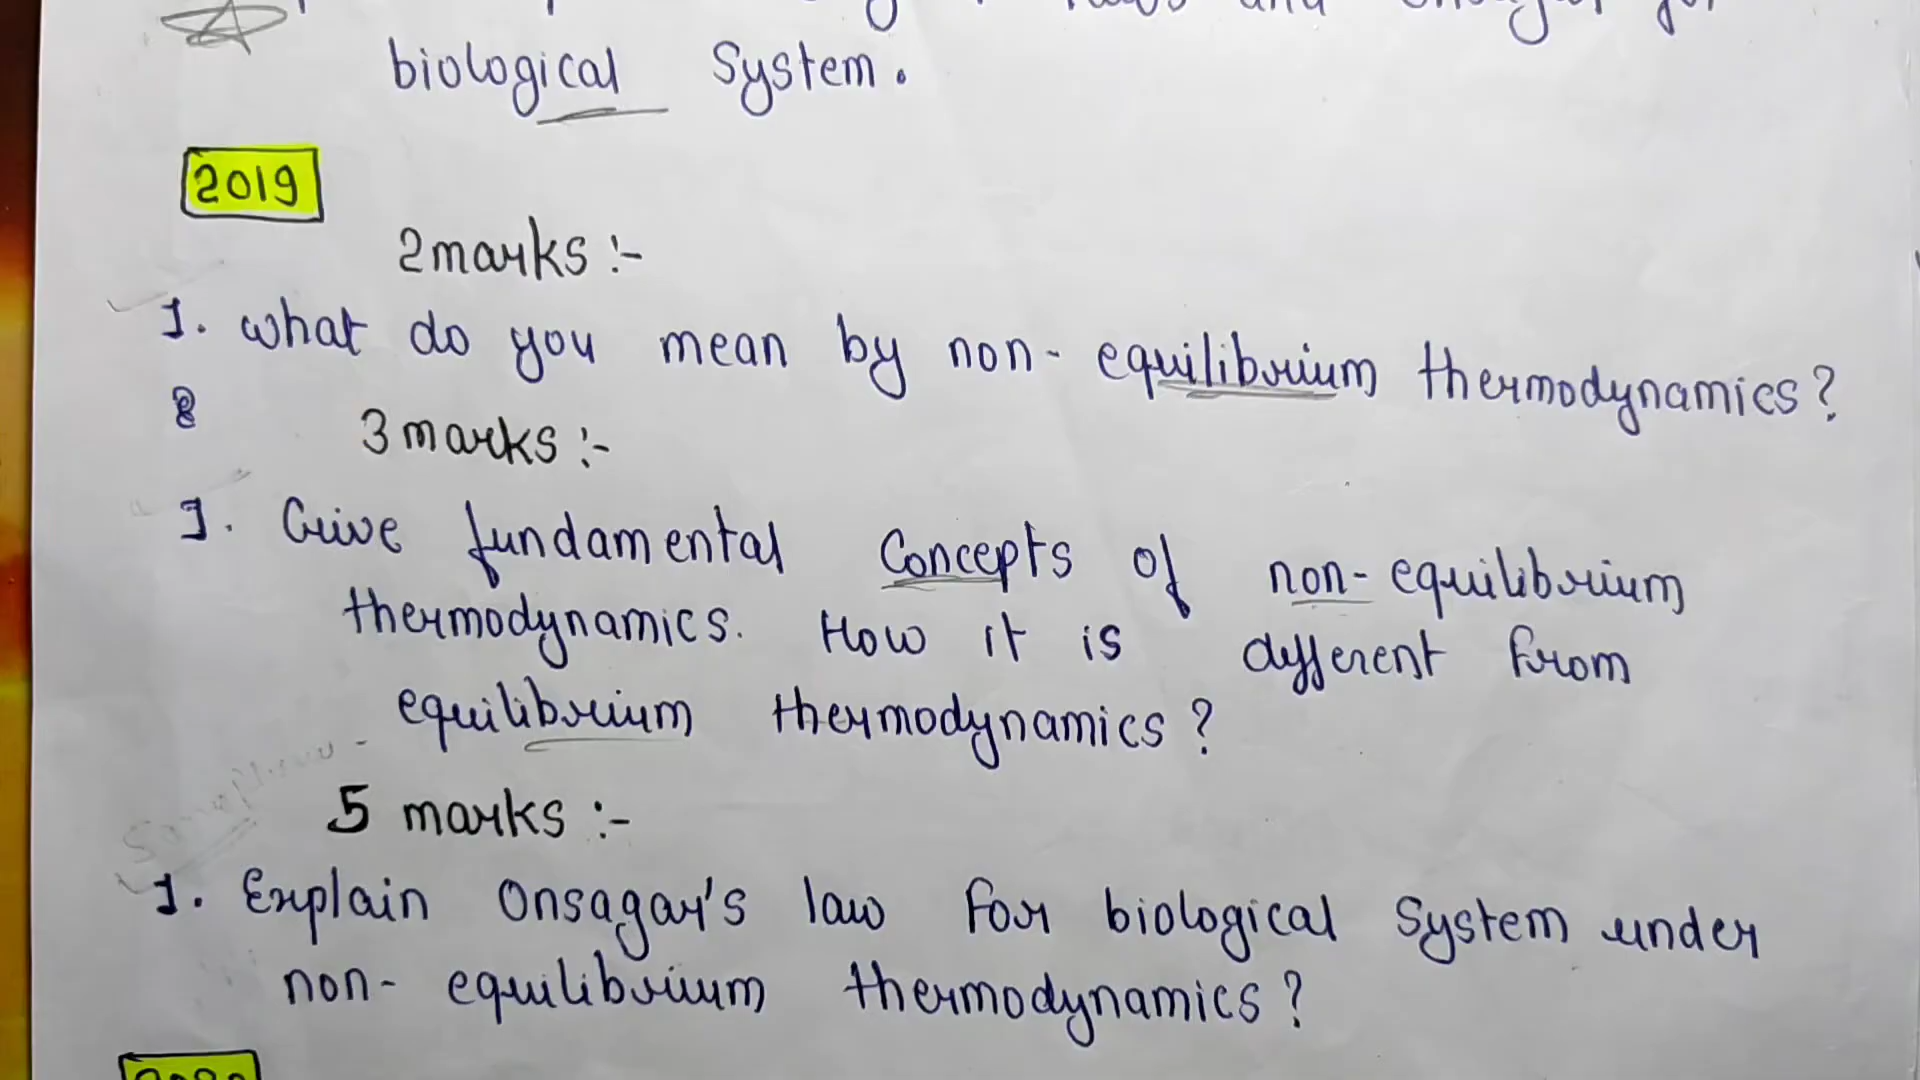 biological System.
2019
2marks :-
1. What do you mean by non-equilibrium thermodynamics?
3 marks :-
1. Give fundamental Concepts of non-equilibrium
thermodynamics. How it is different from
equilibrium thermodynamics?
5 marks :-
1. Explain Onsagar's law for biological System under
non-equilibrium thermodynamics?